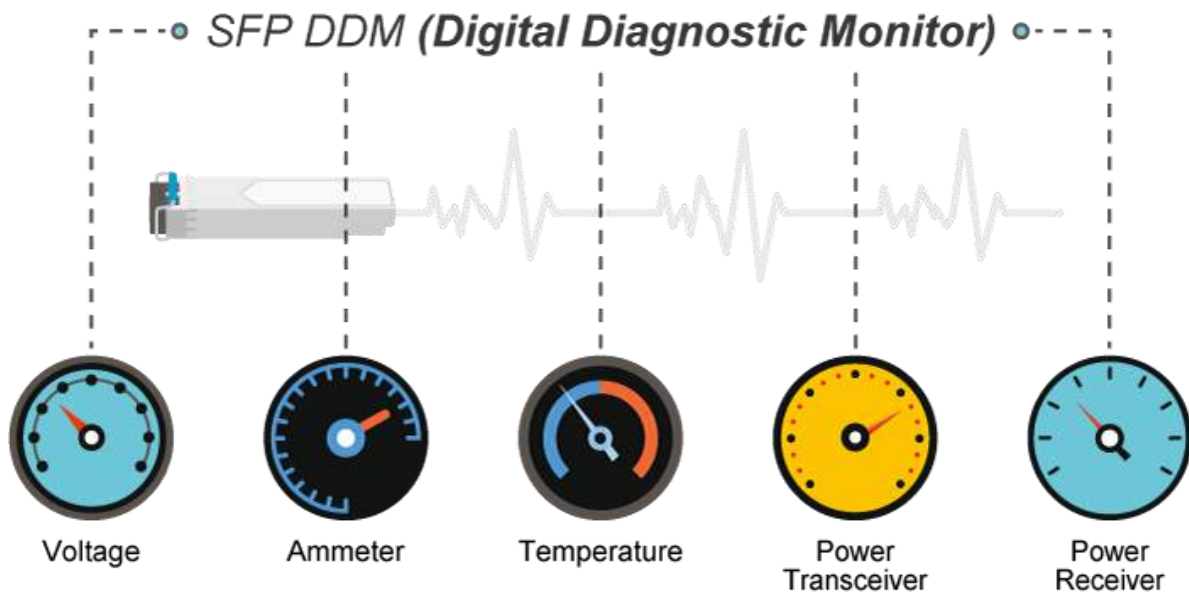 SFP DDM (Digital Diagnostic Monitor)
Voltage
Ammeter
Temperature
Power
Transceiver
Power
Receiver